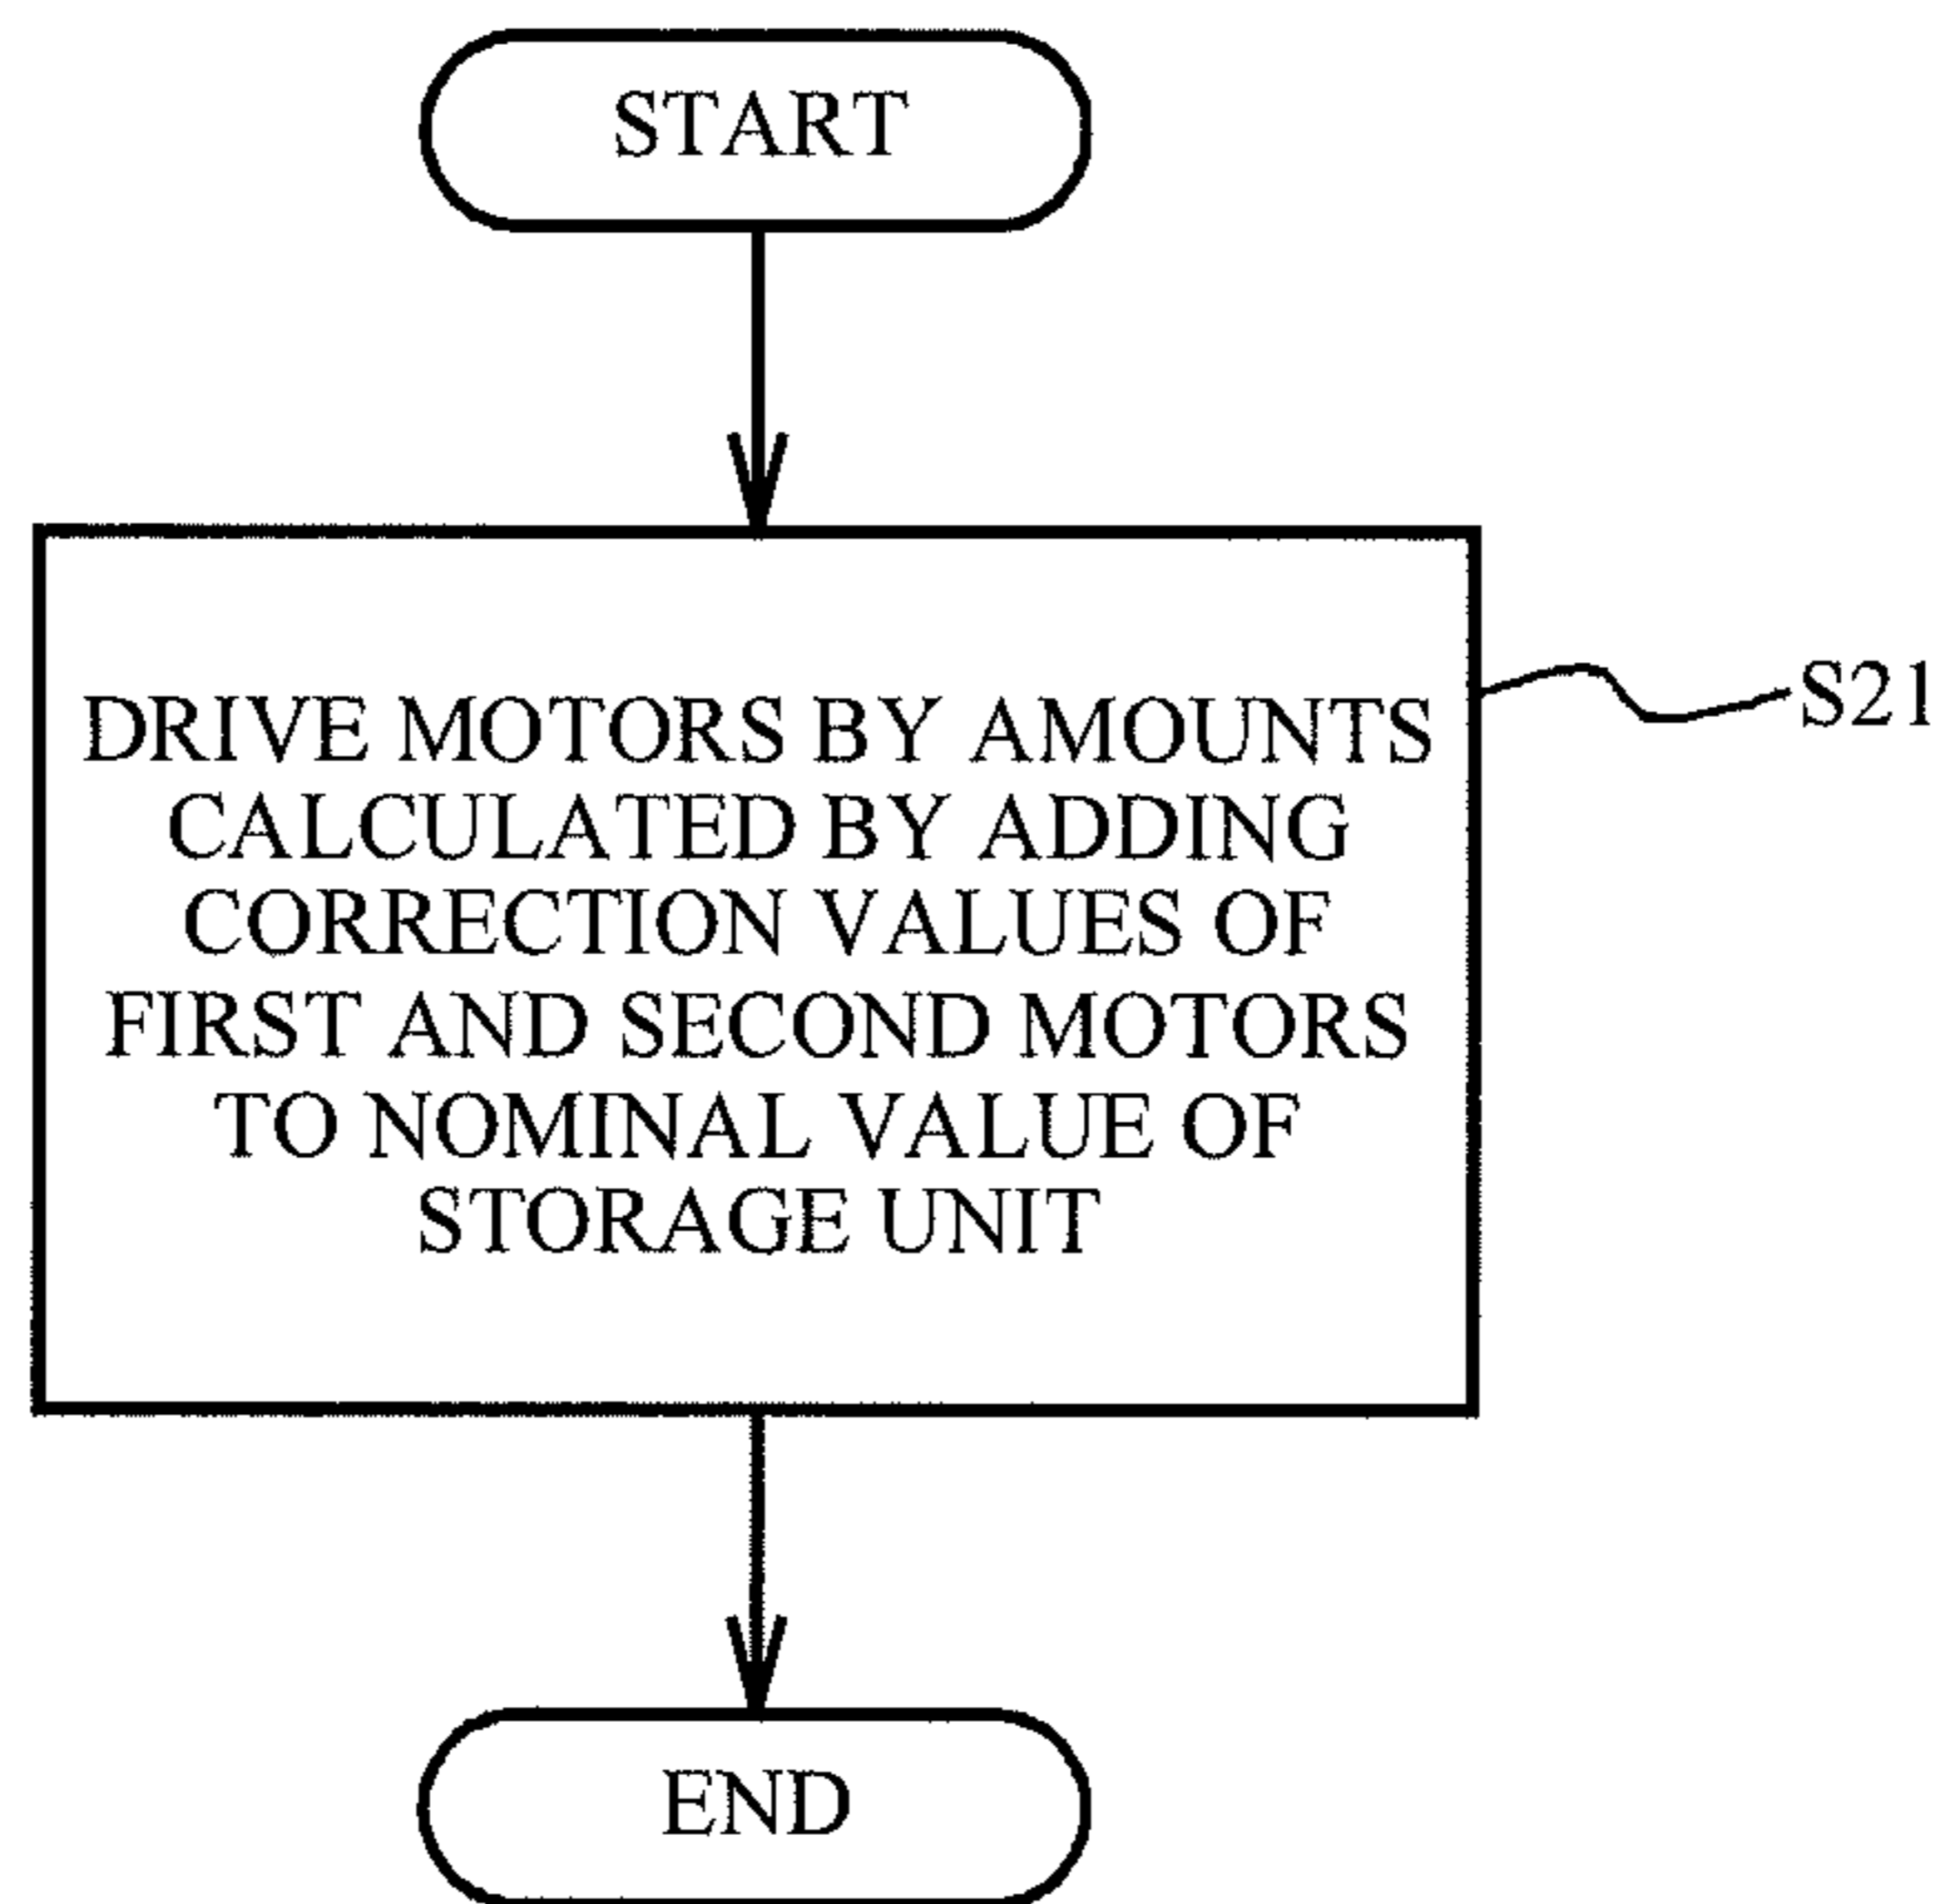 START
DRIVE MOTORS BY AMOUNTS
CALCULATED BY ADDING
CORRECTION VALUES OF
FIRST AND SECOND MOTORS
TO NOMINAL VALUE OF
STORAGE UNIT
S21
END